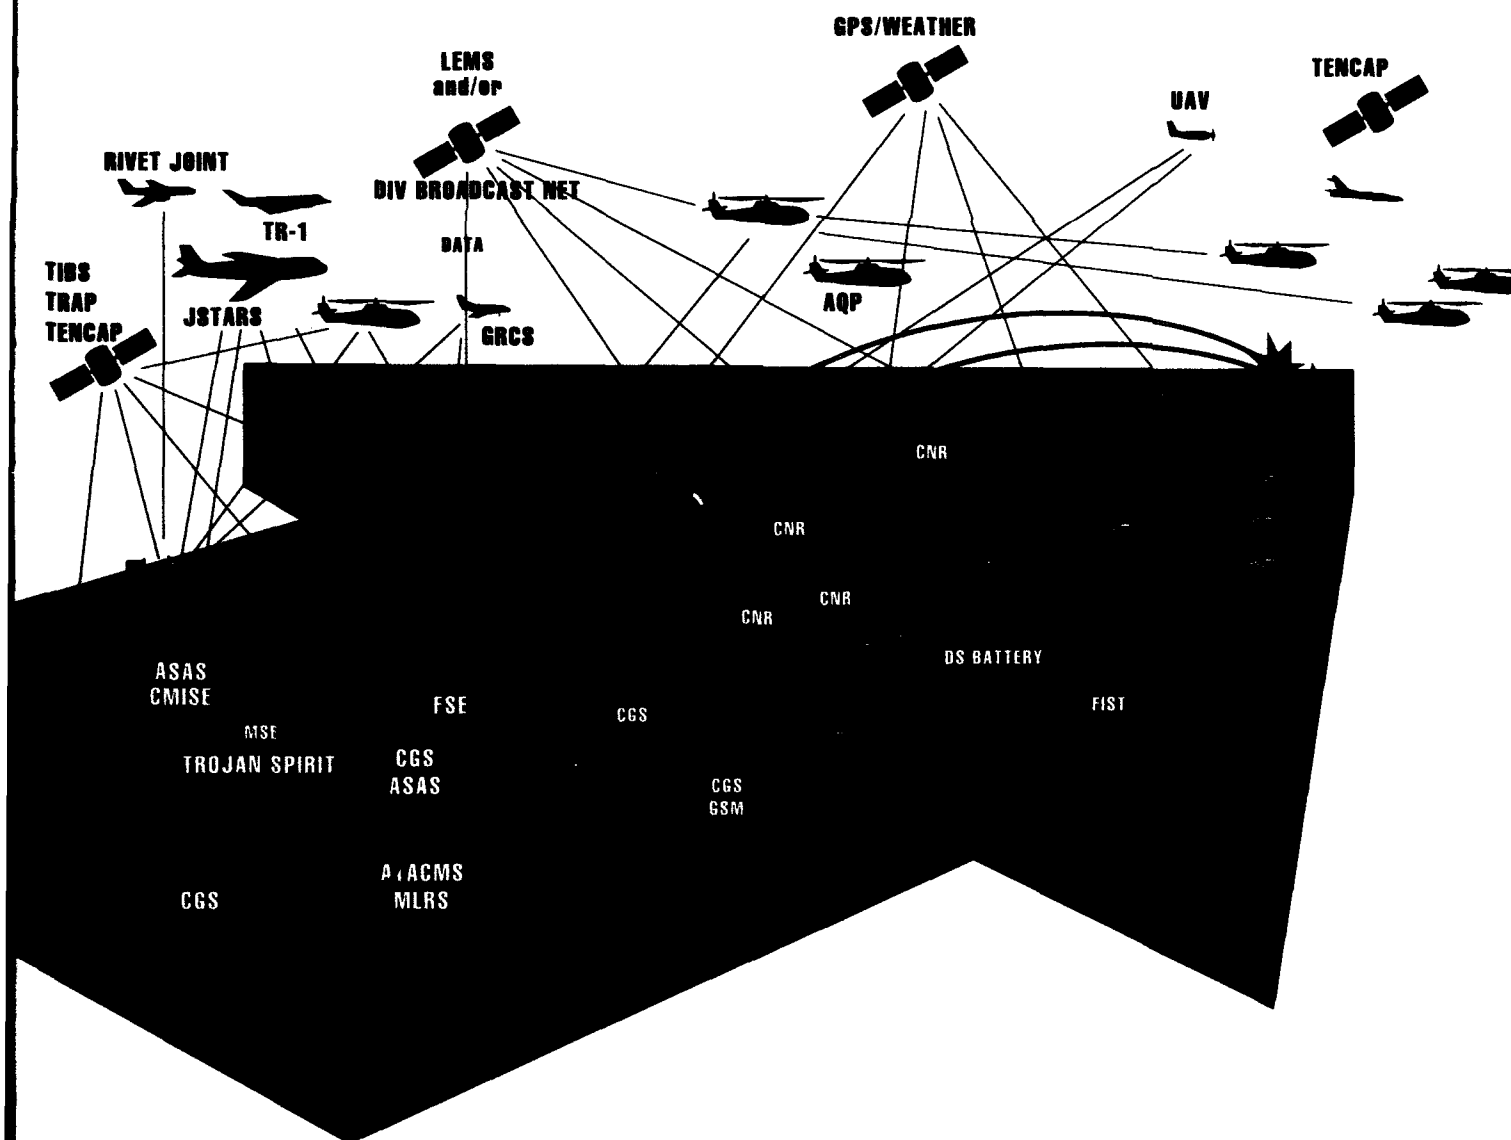 GPS/WEATHER
LEMS
and/or
TENCAP
UAV
RIVET JOINT
DIV BROADCAST NET
TR-1
DATA
TIBS
TRAP
TENCAP
JSTARS
GRCS
AQP
CNR
CNR
CNR
CNR
DS BATTERY
ASAS
CMISE
FSE
CGS
FIST
MSE
TROJAN SPIRIT
CGS
ASAS
CGS
GSM
ATACMS
MLRS
CGS